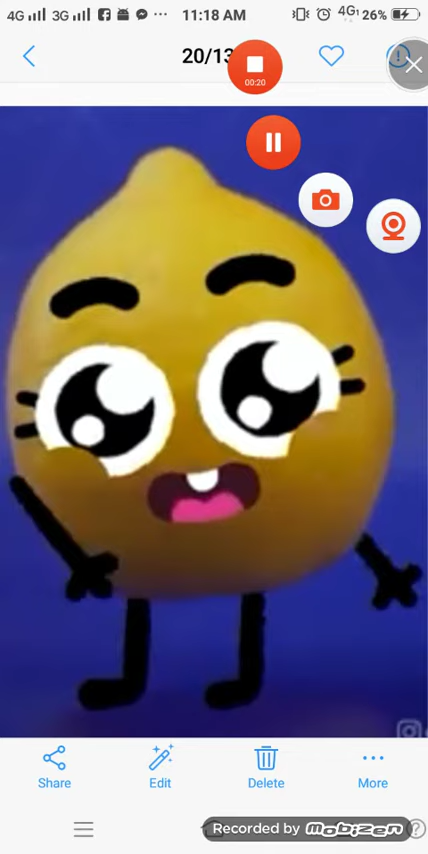 4G 3G 11:18 AM 4G 26%
20/13
00:20
Share Edit Delete More
Recorded by mobizen